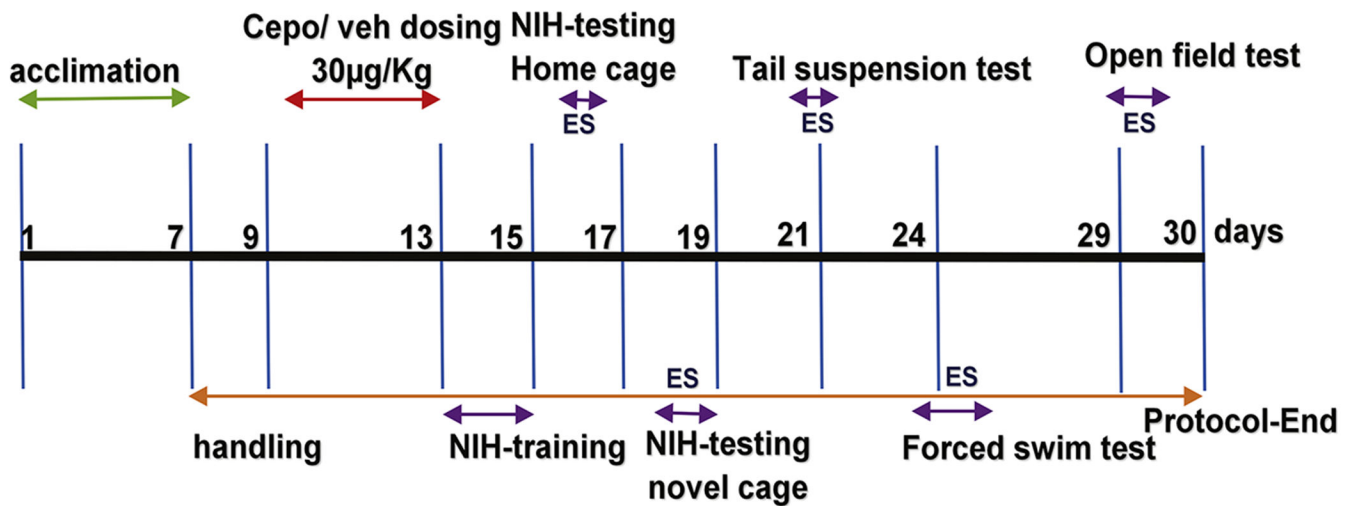 acclimation
Cepo/ veh dosing
30µg/Kg
NIH-testing
Home cage
ES
Tail suspension test
ES
Open field test
ES
1 7 9 13 15 17 19 21 24 29 30 days
handling
NIH-training
ES
NIH-testing
novel cage
ES
Forced swim test
Protocol-End